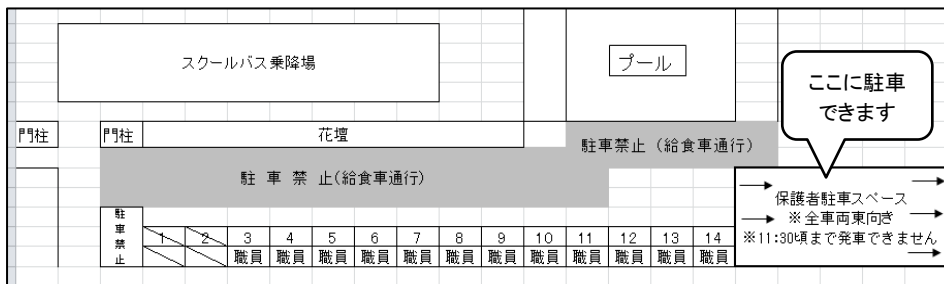 スクールバス乗降場
プール
ここに駐車
できます
門柱
門柱
花壇
駐車禁止（給食車通行）
駐 車 禁 止(給食車通行)
保護者駐車スペース
※全車両東向き
※11:30頃まで発車できません
駐
車
禁
止
1 2 3 4 5 6 7 8 9 10 11 12 13 14
職員 職員 職員 職員 職員 職員 職員 職員 職員 職員 職員 職員